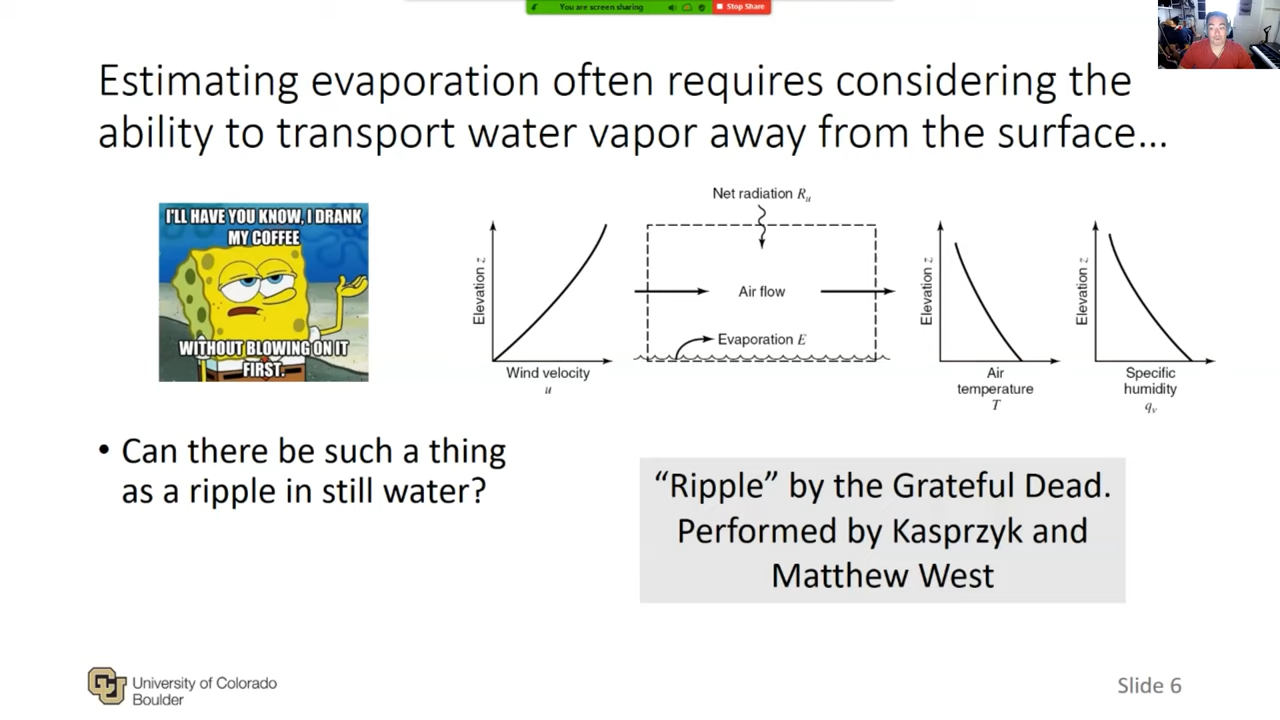 You are screen sharing
Stop Share
Estimating evaporation often requires considering the
ability to transport water vapor away from the surface…
I'LL HAVE YOU KNOW, I DRANK
MY COFFEE
WITHOUT BLOWING ON IT
FIRST.
Elevation z
Wind velocity
u
Net radiation Rn
Air flow
Evaporation E
Elevation z
Air
temperature
T
Elevation z
Specific
humidity
qv
• Can there be such a thing
as a ripple in still water?
“Ripple” by the Grateful Dead.
Performed by Kasprzyk and
Matthew West
CU
University of Colorado
Boulder
Slide 6